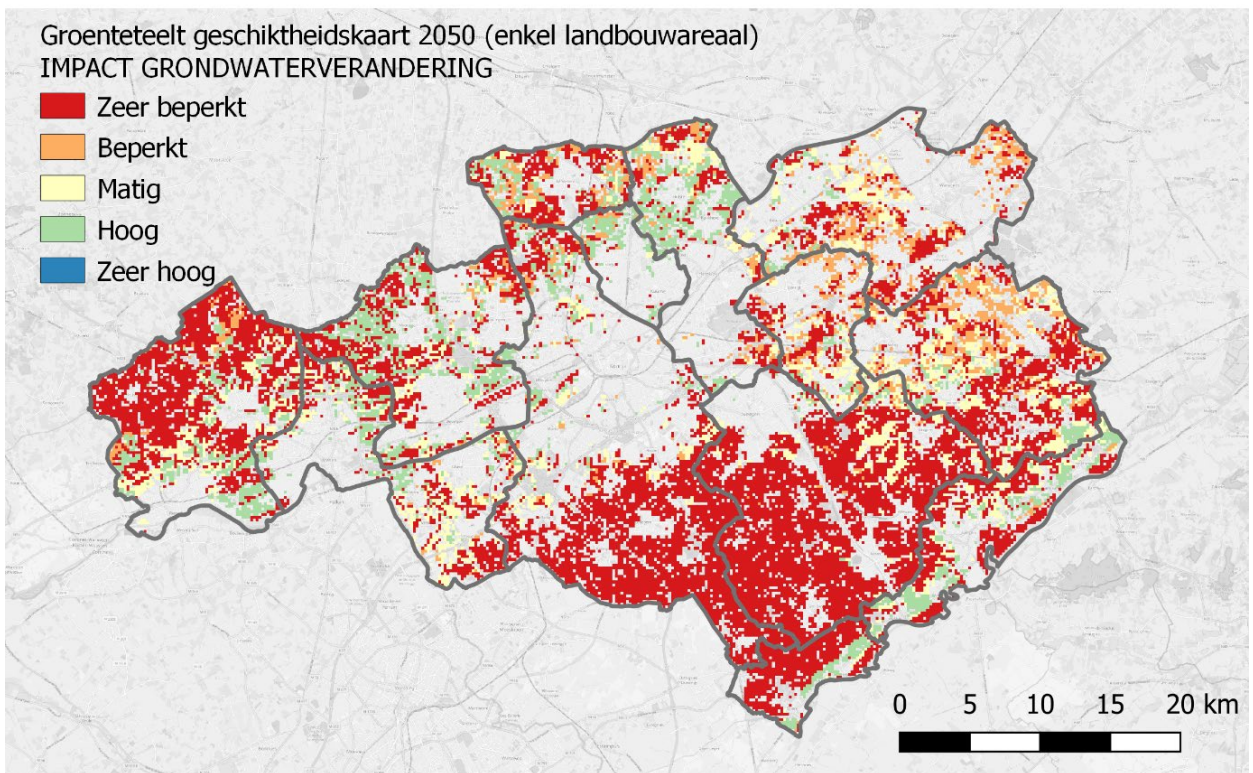 Groenteteelt geschiktheidskaart 2050 (enkel landbouwareaal)
IMPACT GRONDWATERVERANDERING
Zeer beperkt
Beperkt
Matig
Hoog
Zeer hoog
0 5 10 15 20 km